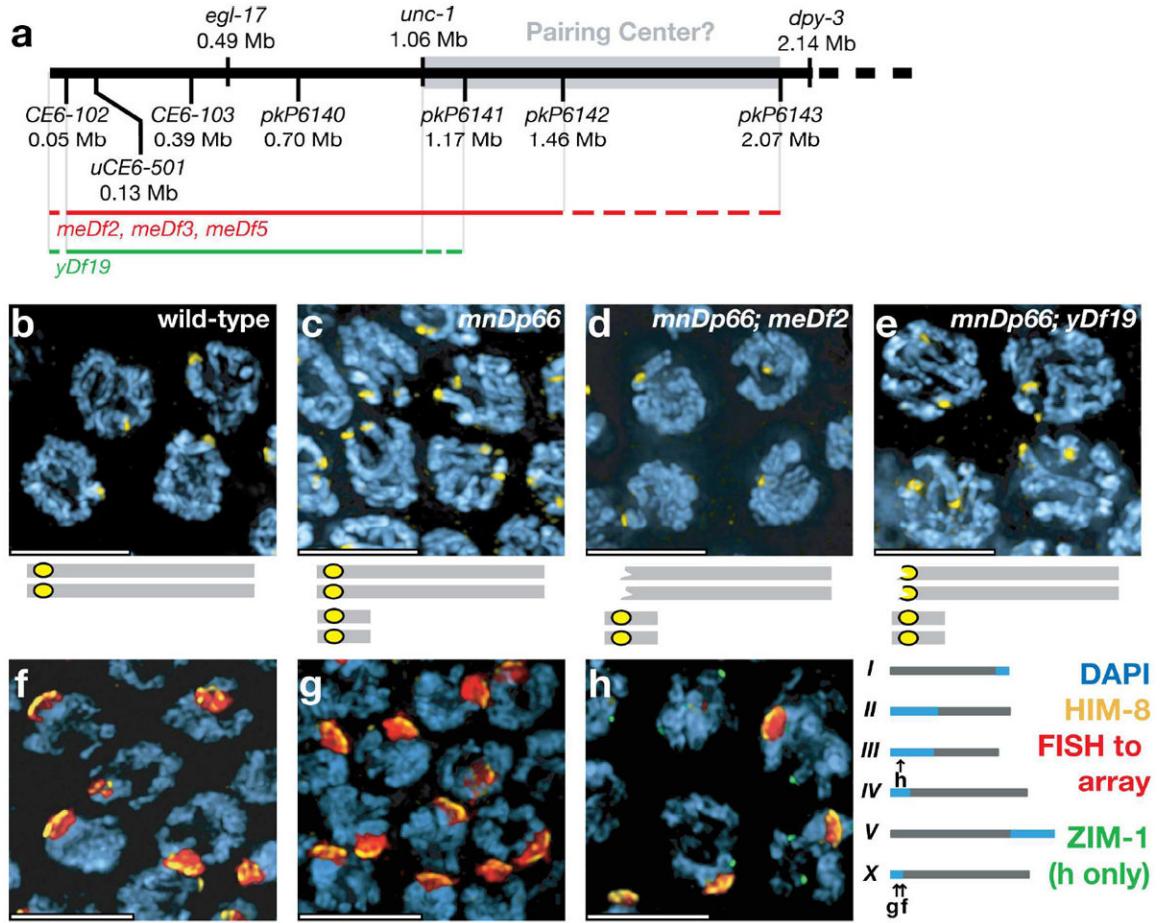 a
egl-17
0.49 Mb
unc-1
1.06 Mb
Pairing Center?
dpy-3
2.14 Mb
CE6-102
0.05 Mb
uCE6-501
0.13 Mb
CE6-103
0.39 Mb
pkP6140
0.70 Mb
pkP6141
1.17 Mb
pkP6142
1.46 Mb
pkP6143
2.07 Mb
meDf2, meDf3, meDf5
yDf19
b wild-type
c mnDp66
d mnDp66; meDf2
e mnDp66; yDf19
f
g
h
I
II
III
h
IV
V
X
gf
DAPI
HIM-8
FISH to
array
ZIM-1
(h only)